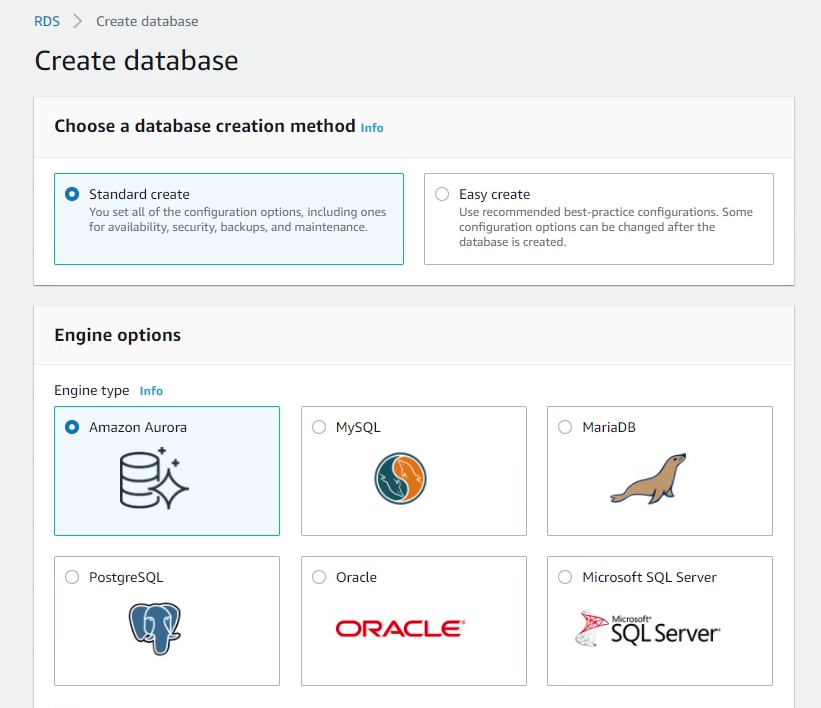 RDS > Create database
Create database
Choose a database creation method Info
Standard create
You set all of the configuration options, including ones
for availability, security, backups, and maintenance.
Easy create
Use recommended best-practice configurations. Some
configuration options can be changed after the
database is created.
Engine options
Engine type Info
Amazon Aurora
MySQL
MariaDB
PostgreSQL
Oracle
ORACLE®
Microsoft SQL Server
Microsoft®
SQL Server®